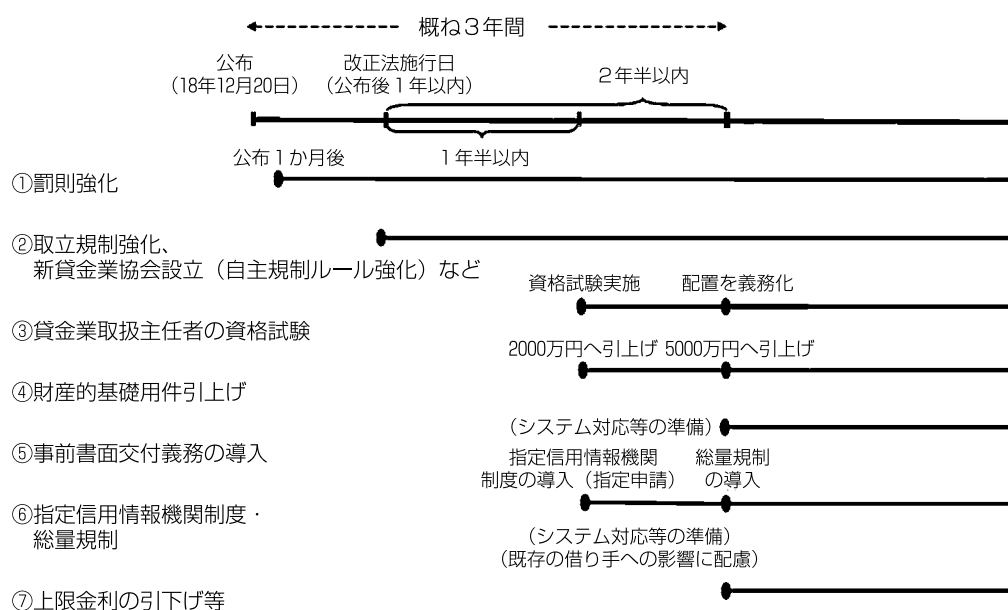 概ね3年間
公布
(18年12月20日)
改正法施行日
(公布後1年以内)
2年半以内
公布1か月後
1年半以内
①罰則強化
②取立規制強化、
新貸金業協会設立(自主規制ルール強化)など
資格試験実施
配置を義務化
③貸金業取扱主任者の資格試験
2000万円へ引上げ
5000万円へ引上げ
④財産的基礎用件引上げ
(システム対応等の準備)
⑤事前書面交付義務の導入
指定信用情報機関
制度の導入(指定申請)
総量規制
の導入
⑥指定信用情報機関制度・
総量規制
(システム対応等の準備)
(既存の借り手への影響に配慮)
⑦上限金利の引下げ等